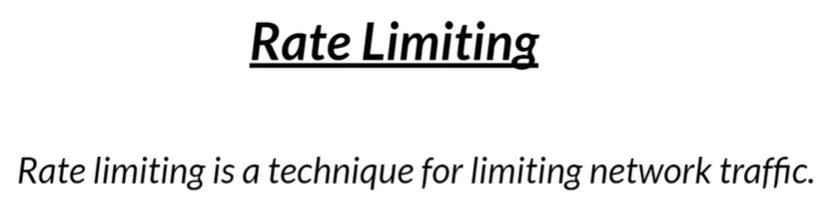 Rate Limiting
Rate limiting is a technique for limiting network traffic.